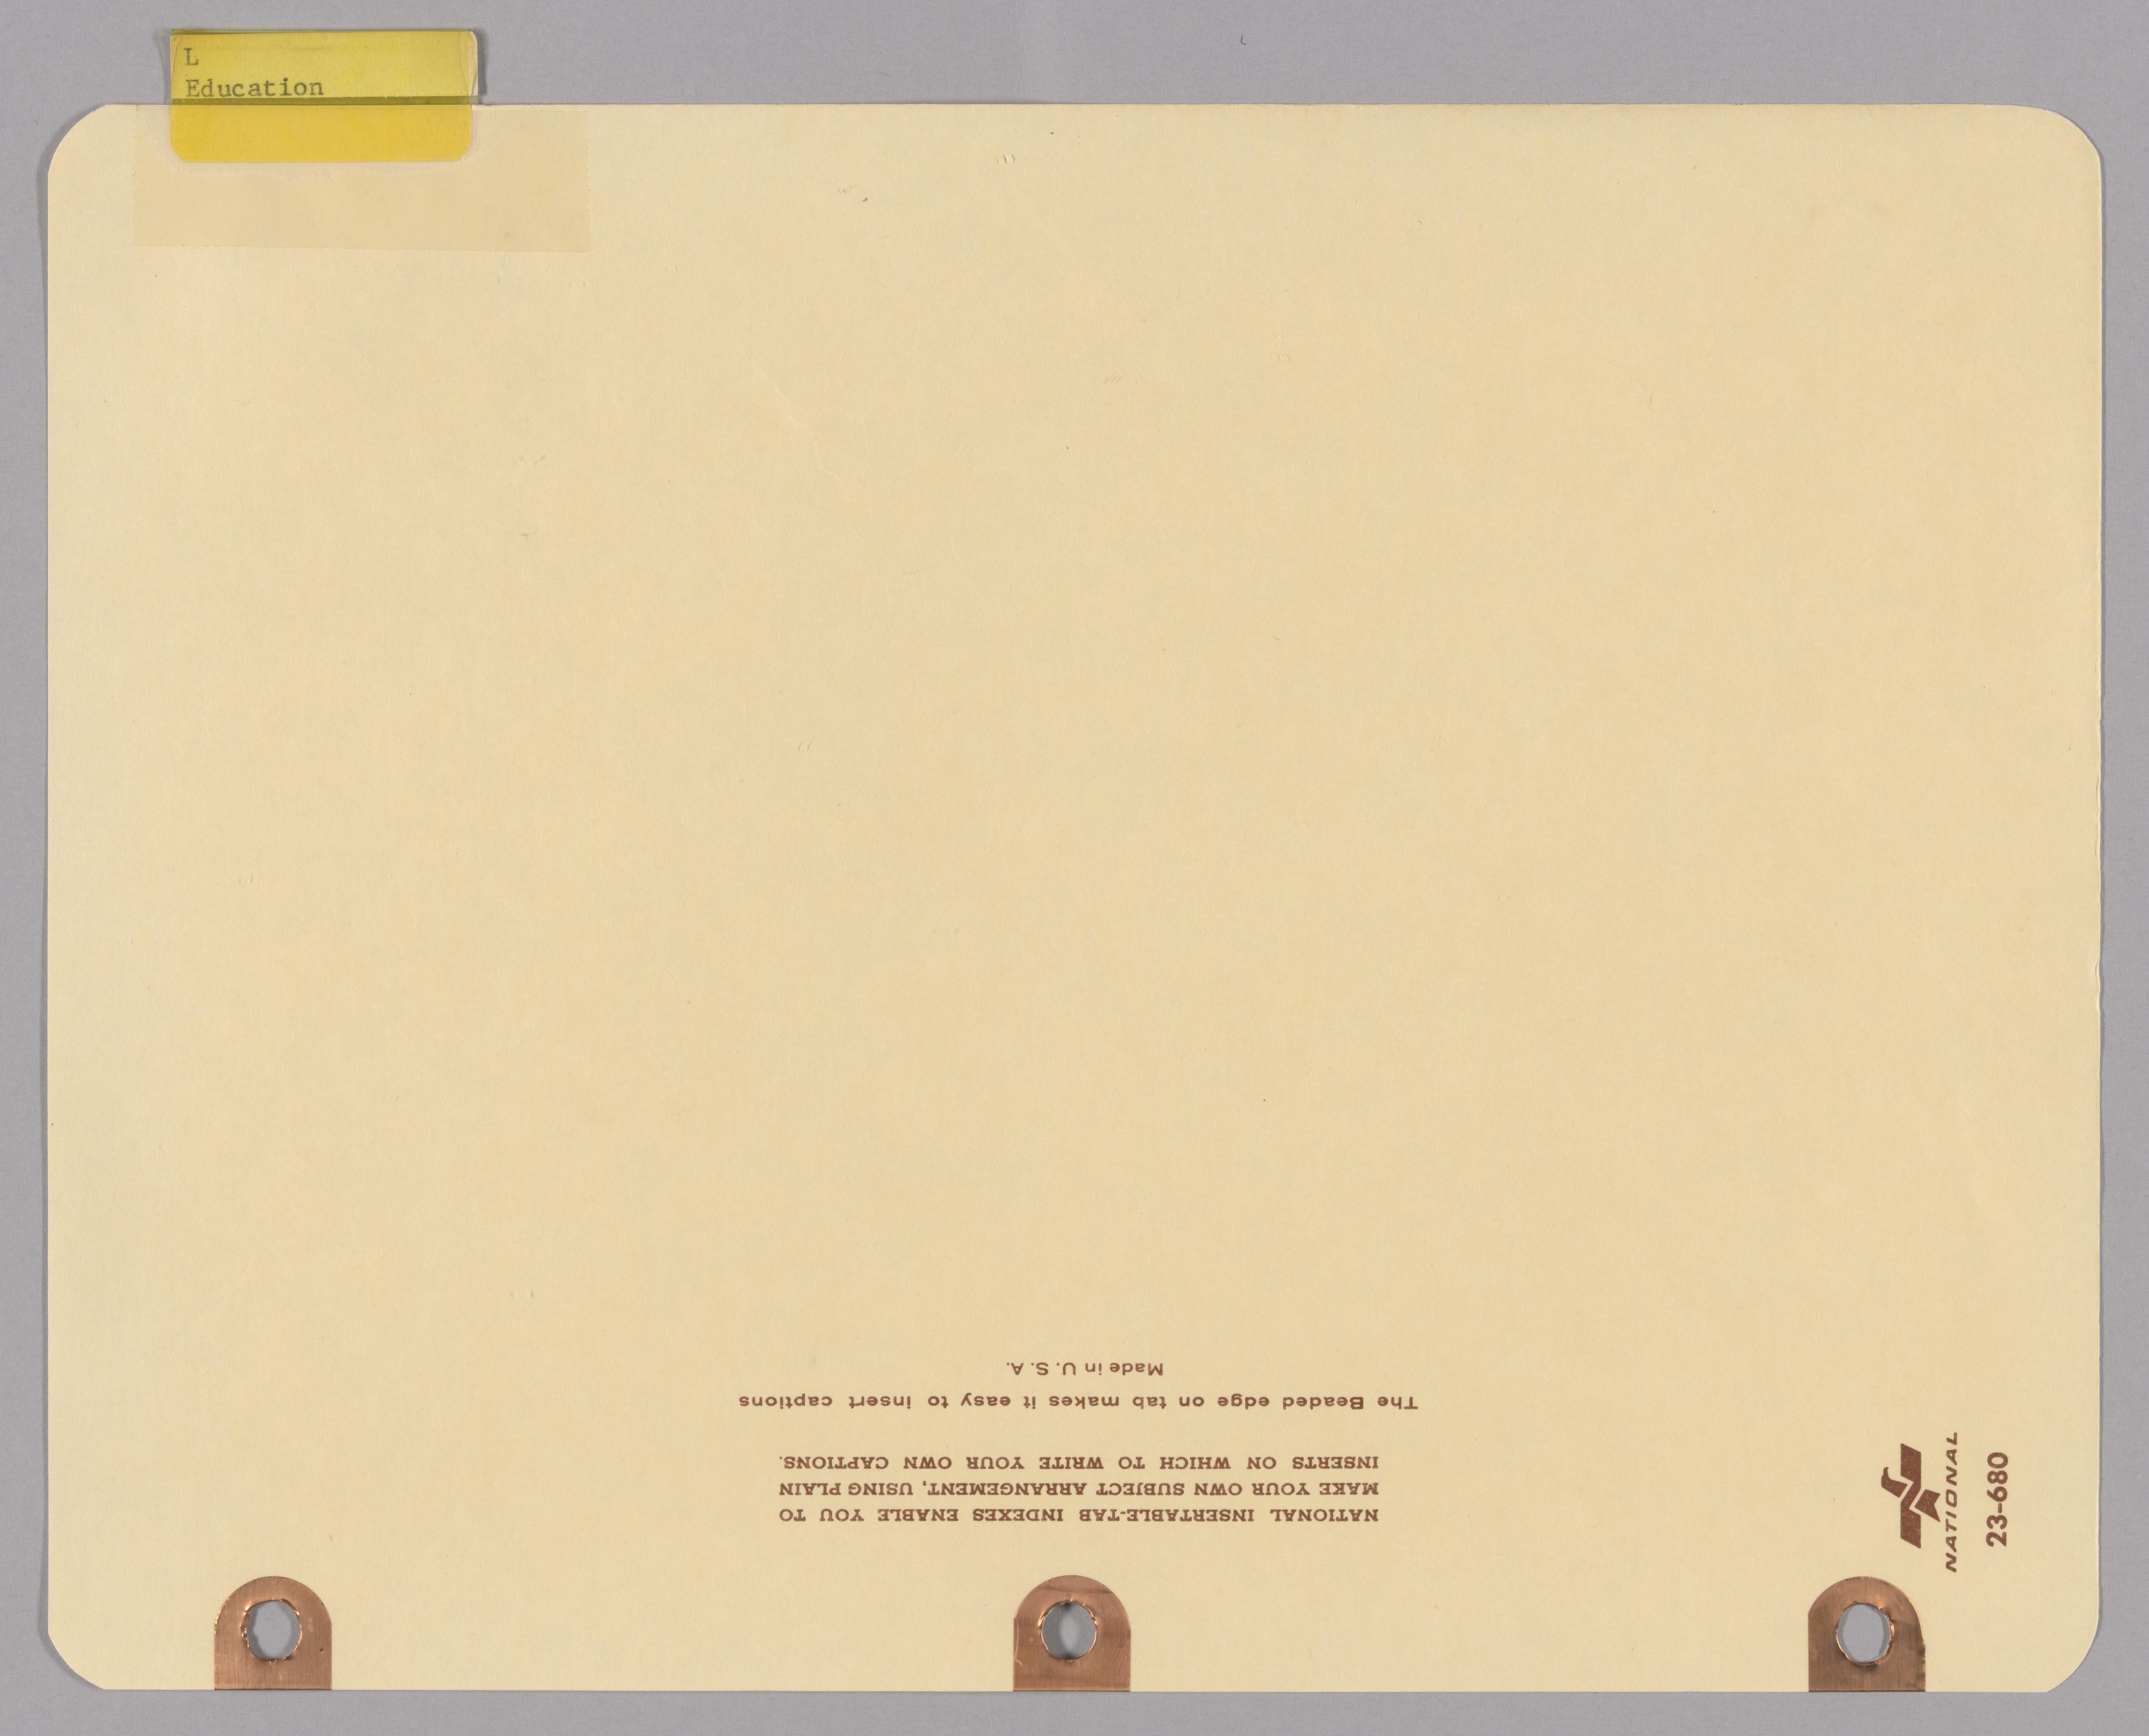 L
Education
NATIONAL INSERTABLE-TAB INDEXES ENABLE YOU TO
MAKE YOUR OWN SUBJECT ARRANGEMENT, USING PLAIN
INSERTS ON WHICH TO WRITE YOUR OWN CAPTIONS.
The Beaded edge on tab makes it easy to insert captions
Made in U.S.A.
NATIONAL
23-680